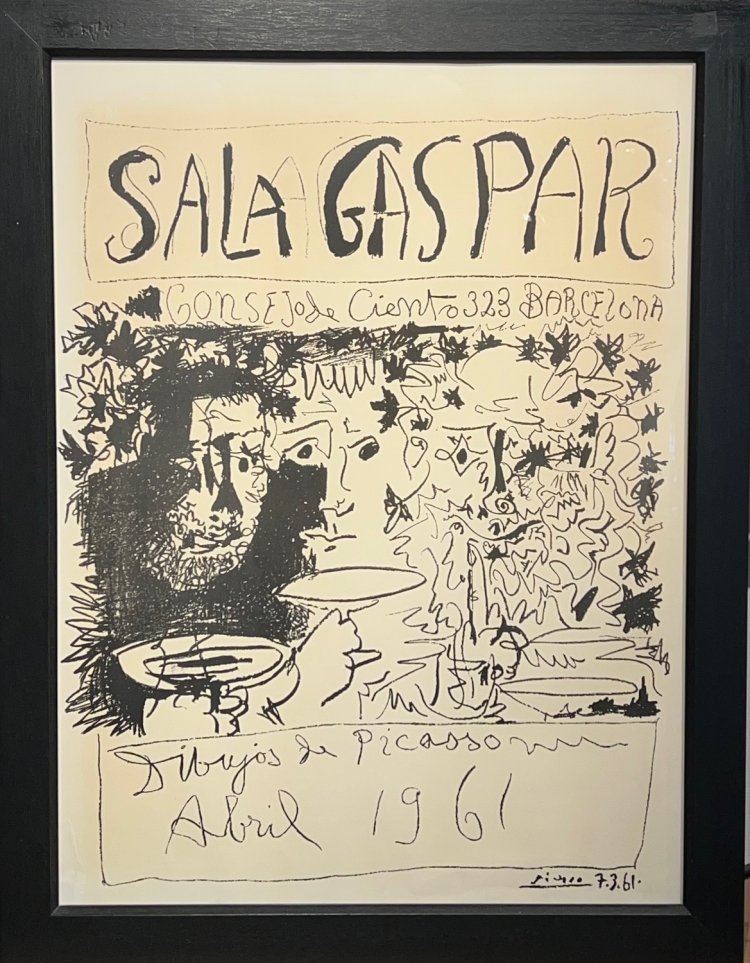 SALA GASPAR
CONSEJO de Ciento 323 BARCELONA
Dibujos de Picasso
Abril 1961
Picasso 7.3.61.